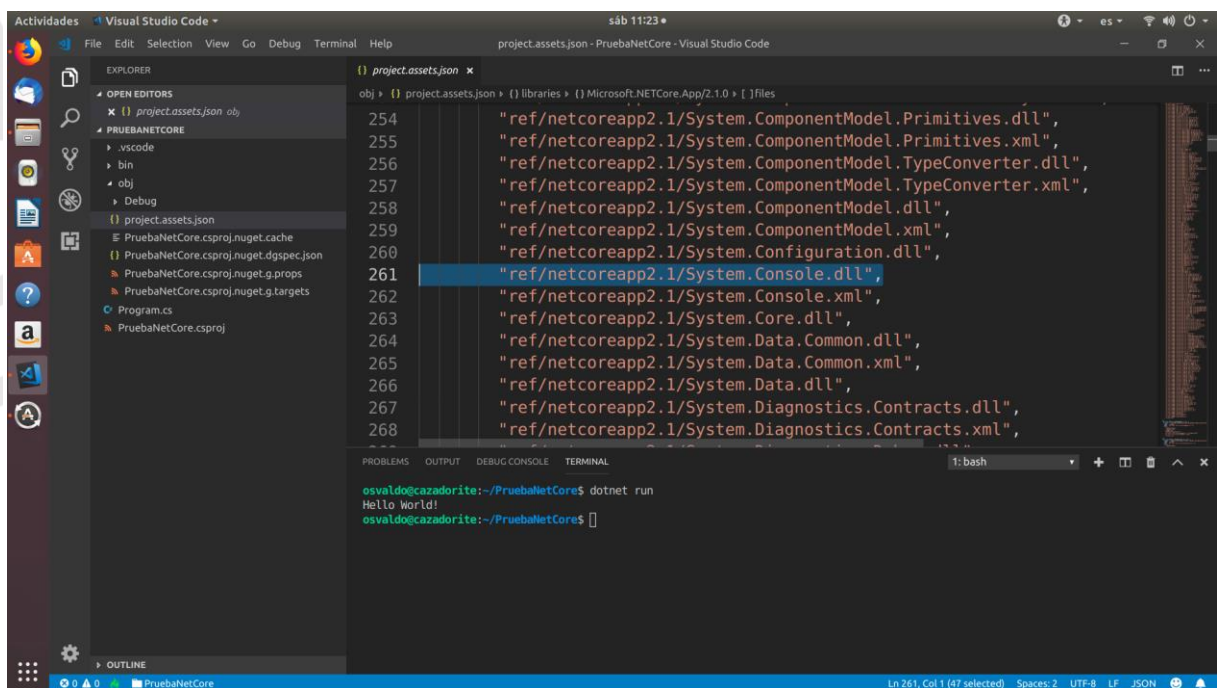 Actividades Visual Studio Code sáb 11:23 es
File Edit Selection View Go Debug Terminal Help project.assets.json - PruebaNetCore - Visual Studio Code
EXPLORER
OPEN EDITORS
{} project.assets.json obj
PRUEBANETCORE
.vscode
bin
obj
Debug
{} project.assets.json
PruebaNetCore.csproj.nuget.cache
{} PruebaNetCore.csproj.nuget.dgspec.json
PruebaNetCore.csproj.nuget.g.props
PruebaNetCore.csproj.nuget.g.targets
Program.cs
PruebaNetCore.csproj
OUTLINE
{} project.assets.json
obj {} project.assets.json {} libraries {} Microsoft.NETCore.App/2.1.0 [ ] files
254 "ref/netcoreapp2.1/System.ComponentModel.Primitives.dll",
255 "ref/netcoreapp2.1/System.ComponentModel.Primitives.xml",
256 "ref/netcoreapp2.1/System.ComponentModel.TypeConverter.dll",
257 "ref/netcoreapp2.1/System.ComponentModel.TypeConverter.xml",
258 "ref/netcoreapp2.1/System.ComponentModel.dll",
259 "ref/netcoreapp2.1/System.ComponentModel.xml",
260 "ref/netcoreapp2.1/System.Configuration.dll",
261 "ref/netcoreapp2.1/System.Console.dll",
262 "ref/netcoreapp2.1/System.Console.xml",
263 "ref/netcoreapp2.1/System.Core.dll",
264 "ref/netcoreapp2.1/System.Data.Common.dll",
265 "ref/netcoreapp2.1/System.Data.Common.xml",
266 "ref/netcoreapp2.1/System.Data.dll",
267 "ref/netcoreapp2.1/System.Diagnostics.Contracts.dll",
268 "ref/netcoreapp2.1/System.Diagnostics.Contracts.xml",
PROBLEMS OUTPUT DEBUG CONSOLE TERMINAL 1: bash
osvaldo@cazadorite:~/PruebaNetCore$ dotnet run
Hello World!
osvaldo@cazadorite:~/PruebaNetCore$
0 0 PruebaNetCore Ln 261, Col 1 (47 selected) Spaces: 2 UTF-8 LF JSON